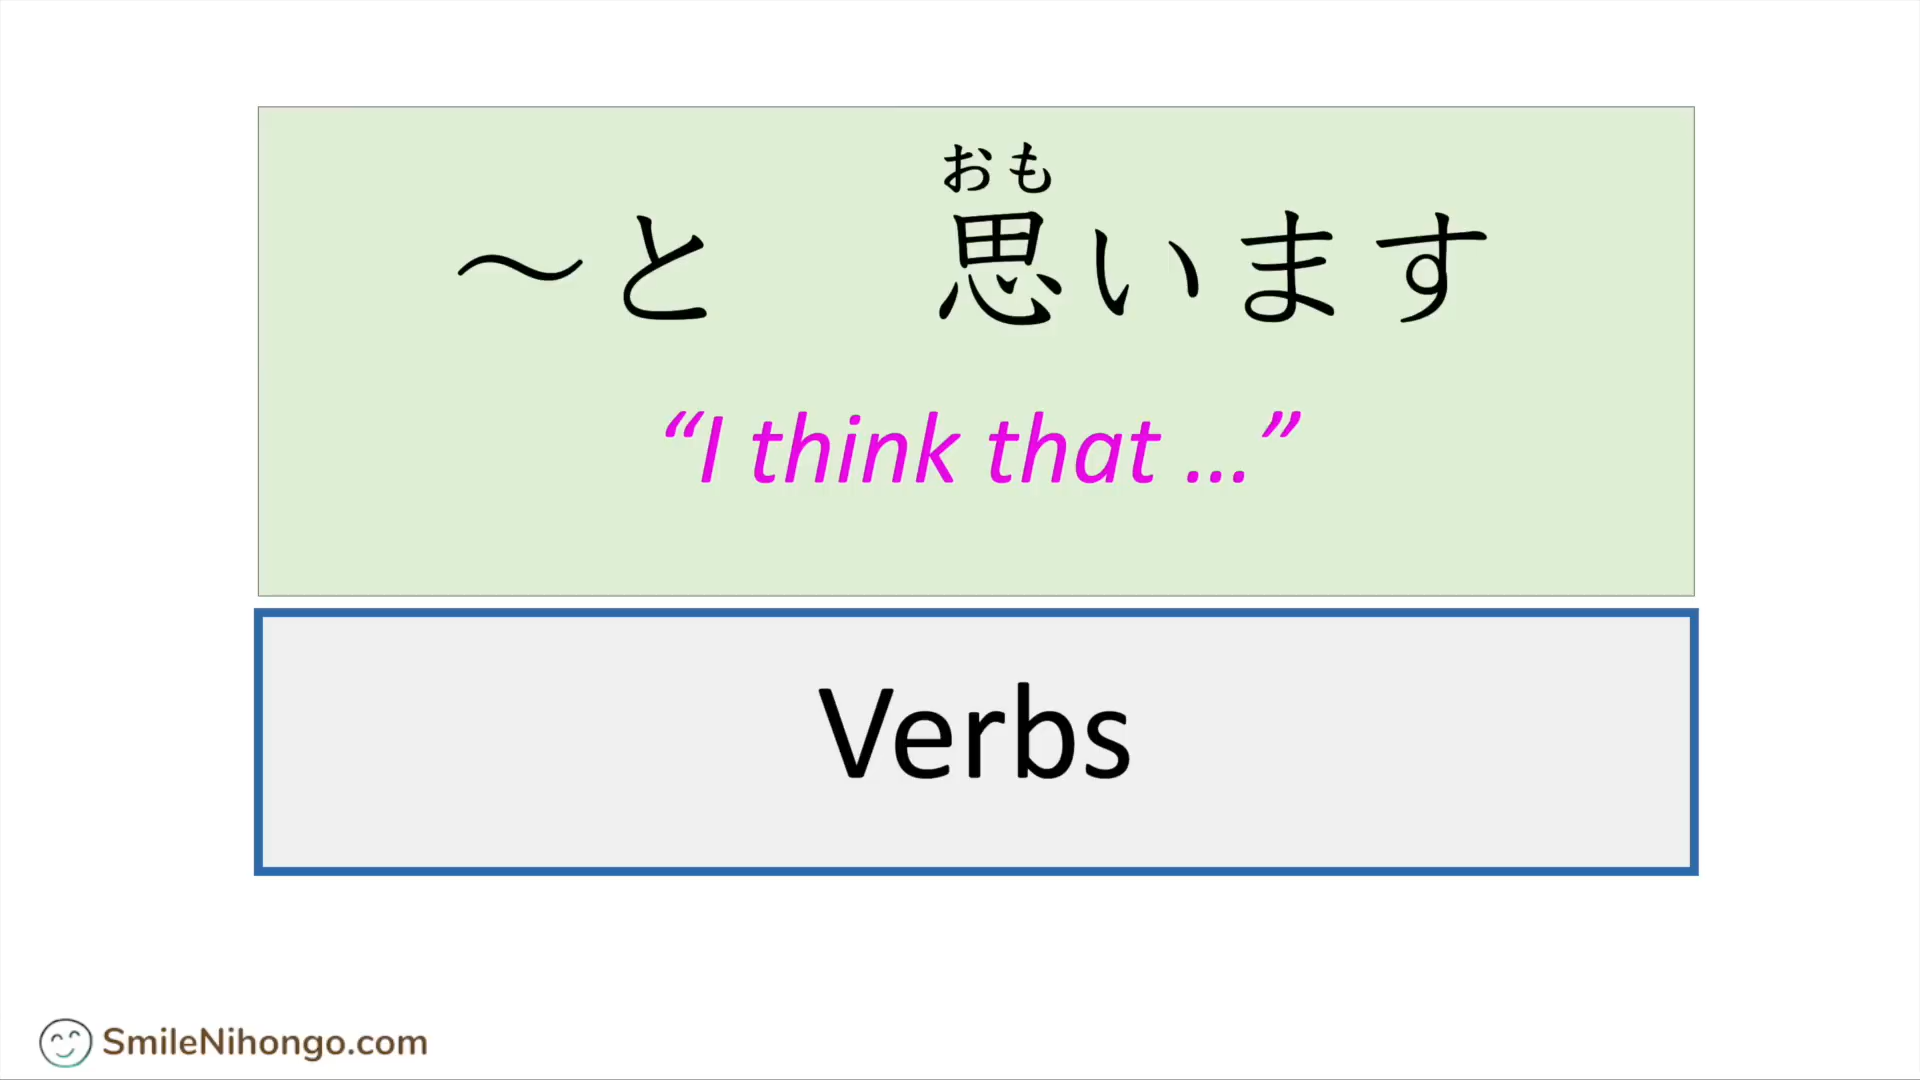 おも
～と 思います
“I think that ...”
Verbs
SmileNihongo.com